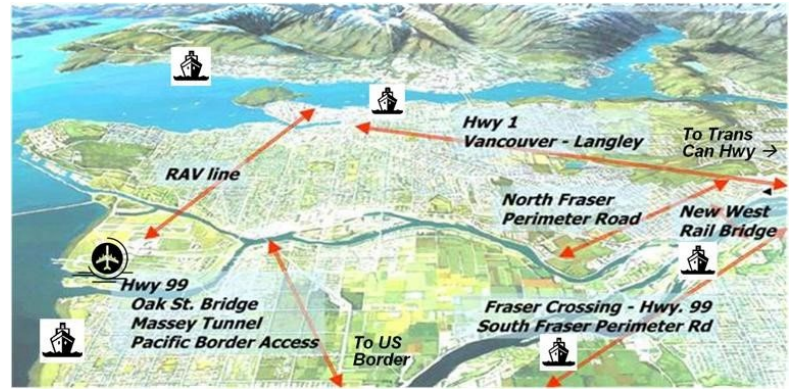 Hwy 1
Vancouver - Langley
To Trans
Can Hwy →
RAV line
North Fraser
Perimeter Road
New West
Rail Bridge
Hwy 99
Oak St. Bridge
Massey Tunnel
Pacific Border Access
To US
Border
Fraser Crossing - Hwy. 99
South Fraser Perimeter Rd